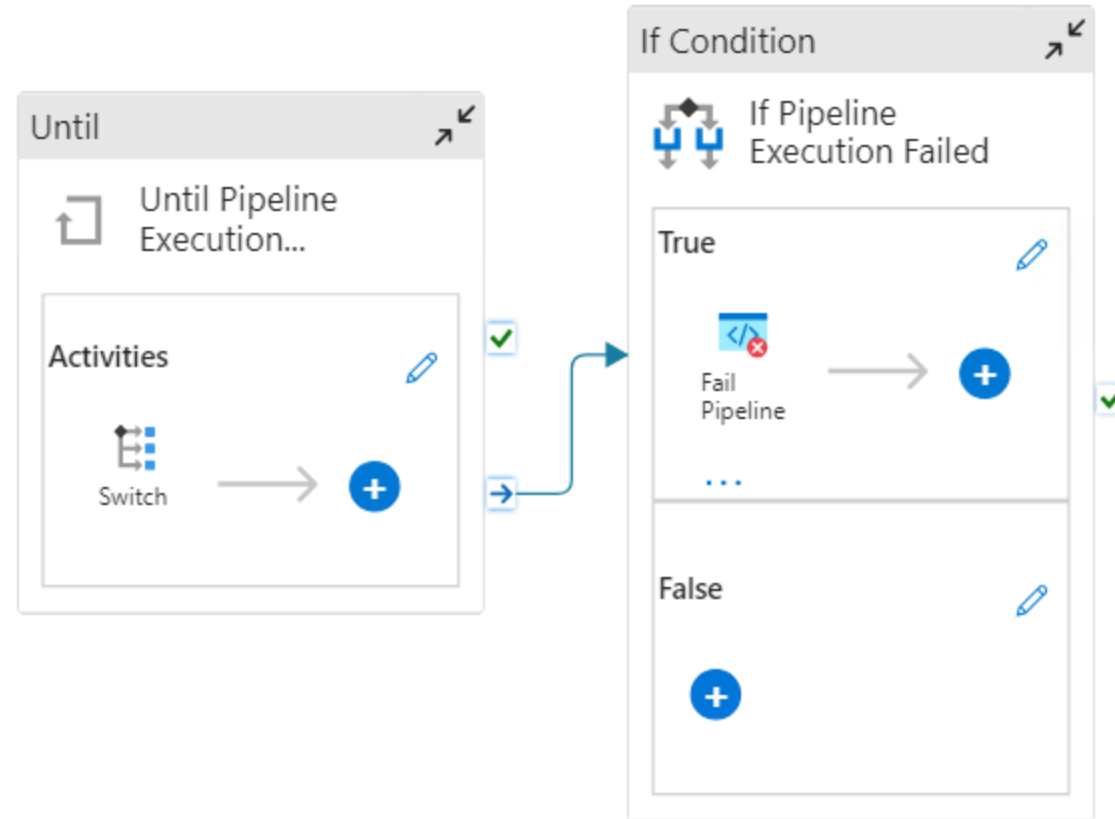 Until
Until Pipeline
Execution...
Activities
Switch
If Condition
If Pipeline
Execution Failed
True
</>
Fail
Pipeline
...
False